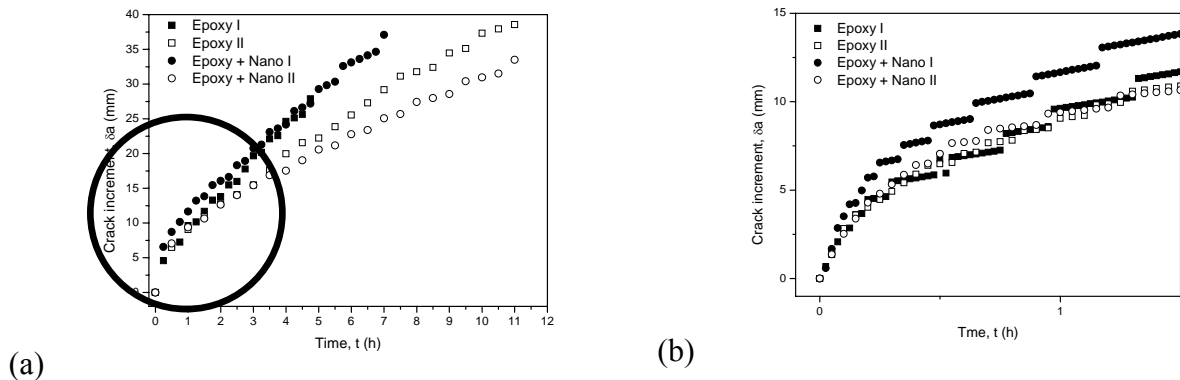 40
35
30
25
20
15
10
5
0
Crack increment, δa (mm)
Epoxy I
Epoxy II
Epoxy + Nano I
Epoxy + Nano II
0 1 2 3 4 5 6 7 8 9 10 11 12
Time, t (h)
(a)
15
10
5
0
Crack increment, δa (mm)
Epoxy I
Epoxy II
Epoxy + Nano I
Epoxy + Nano II
0 1
Tme, t (h)
(b)